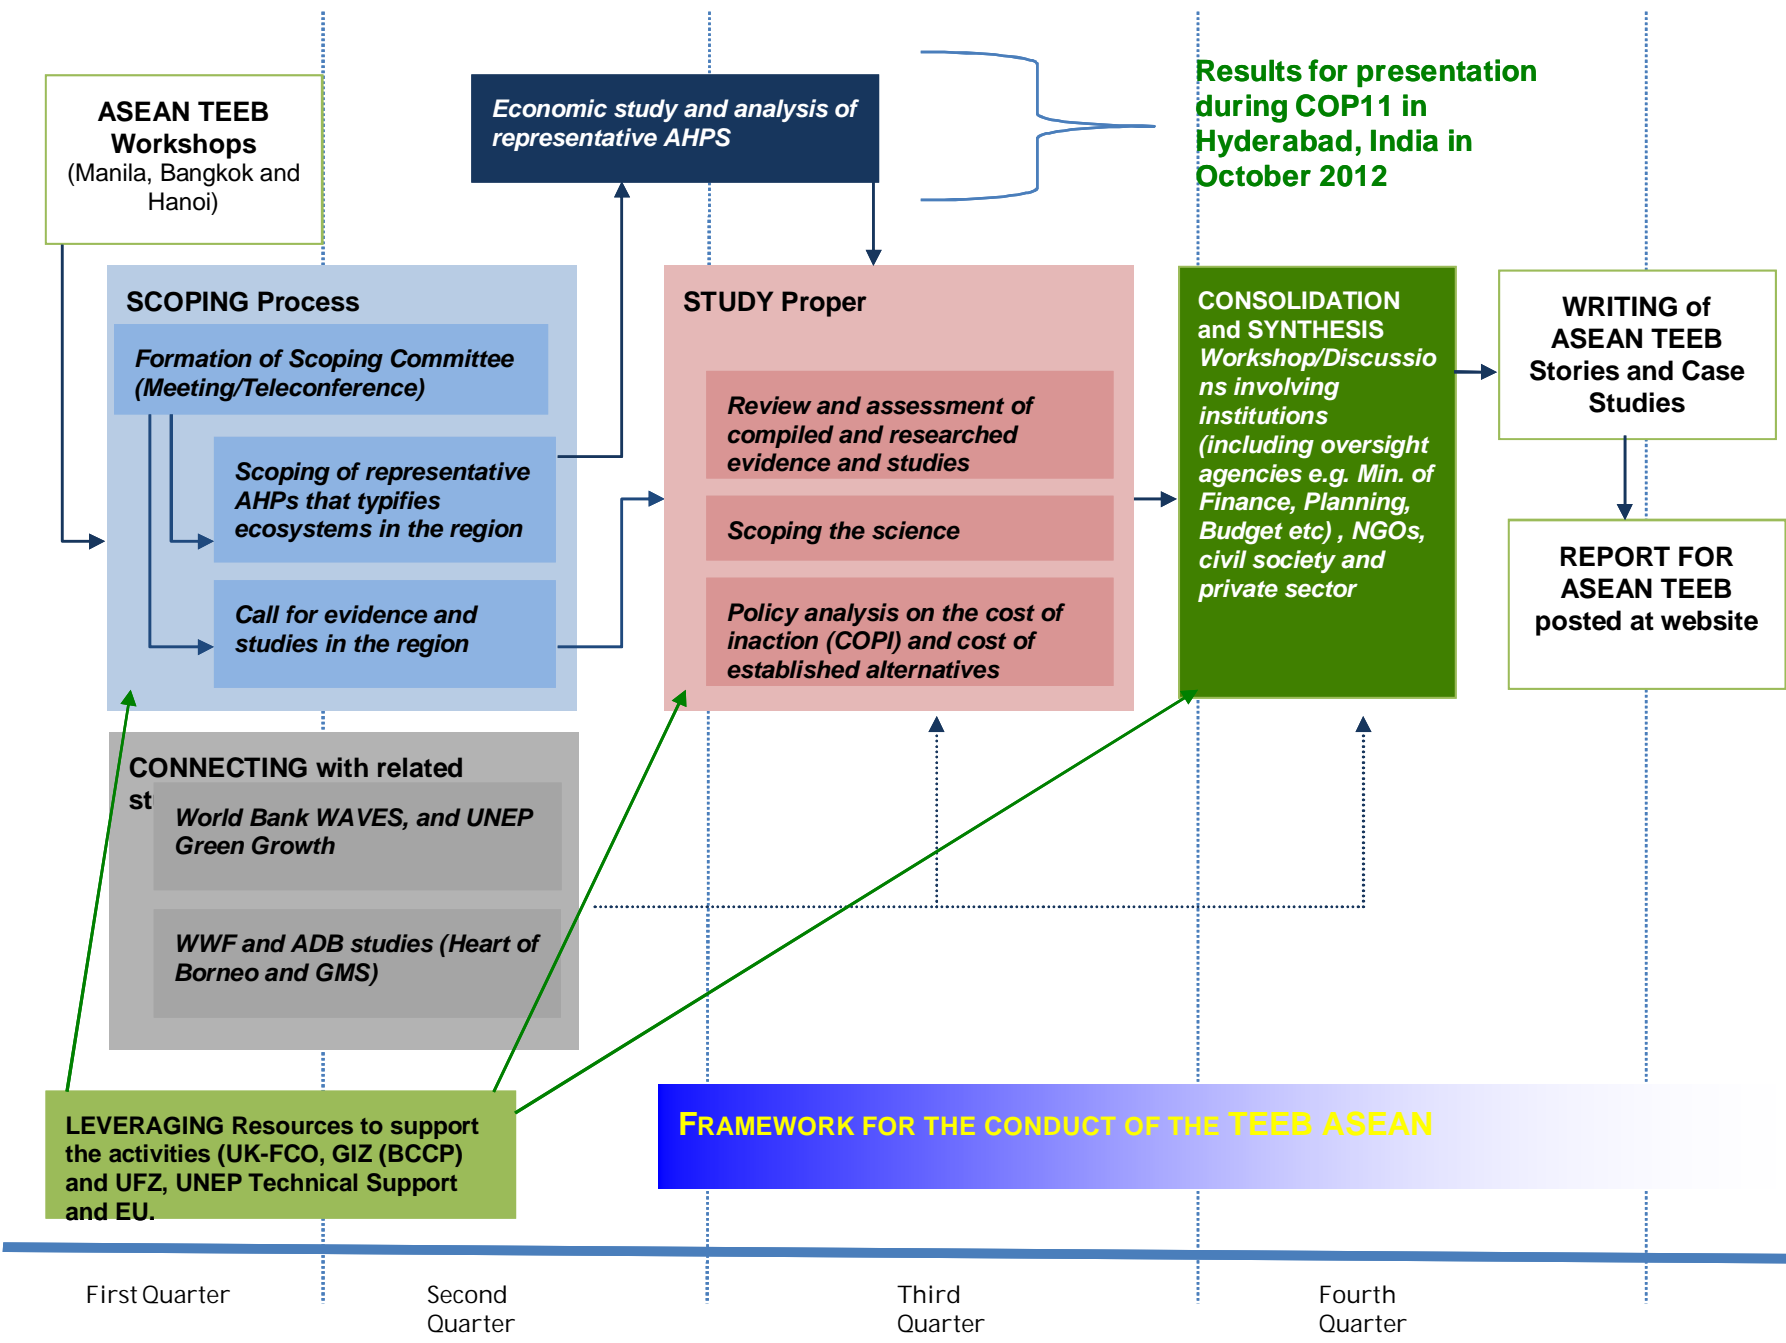 ASEAN TEEB
Workshops
(Manila, Bangkok and
Hanoi)
Economic study and analysis of
representative AHPS
Results for presentation
during COP11 in
Hyderabad, India in
October 2012
SCOPING Process
Formation of Scoping Committee
(Meeting/Teleconference)
Scoping of representative
AHPs that typifies
ecosystems in the region
Call for evidence and
studies in the region
STUDY Proper
Review and assessment of
compiled and researched
evidence and studies
Scoping the science
Policy analysis on the cost of
inaction (COPI) and cost of
established alternatives
CONSOLIDATION
and SYNTHESIS
Workshop/Discussio
ns involving
institutions
(including oversight
agencies e.g. Min. of
Finance, Planning,
Budget etc) , NGOs,
civil society and
private sector
WRITING of
ASEAN TEEB
Stories and Case
Studies
REPORT FOR
ASEAN TEEB
posted at website
CONNECTING with related
World Bank WAVES, and UNEP
Green Growth
WWF and ADB studies (Heart of
Borneo and GMS)
LEVERAGING Resources to support
the activities (UK-FCO, GIZ (BCCP)
and UFZ, UNEP Technical Support
and EU.
FRAMEWORK FOR THE CONDUCT OF THE TEEB ASEAN
First Quarter
Second
Quarter
Third
Quarter
Fourth
Quarter